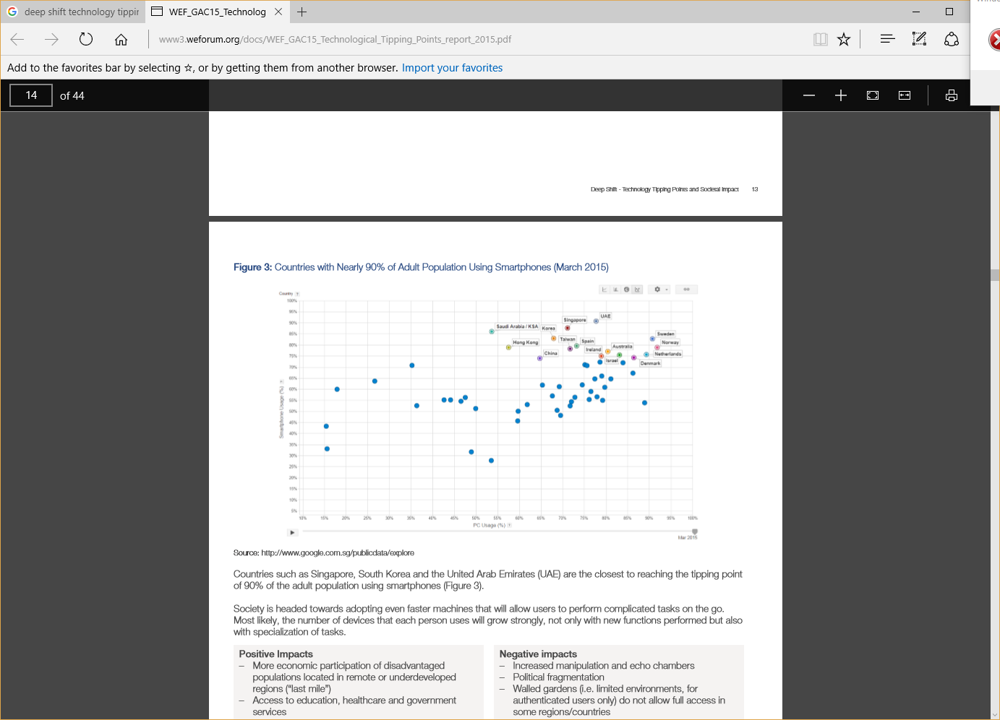 deep shift technology tippin
WEF_GAC15_Technolog
www3.weforum.org/docs/WEF_GAC15_Technological_Tipping_Points_report_2015.pdf
Add to the favorites bar by selecting ☆, or by getting them from another browser. Import your favorites
14 of 44
Deep Shift - Technology Tipping Points and Societal Impact 13
Figure 3: Countries with Nearly 90% of Adult Population Using Smartphones (March 2015)
Country
100%
95%
90%
85%
80%
75%
70%
65%
60%
55%
50%
45%
40%
35%
30%
25%
20%
15%
10%
5%
Smartphone Usage (%)
UAE
Singapore
Saudi Arabia / KSA
Korea
Sweden
Hong Kong
Taiwan
Spain
Norway
China
Ireland
Australia
Netherlands
Israel
Denmark
10% 15% 20% 25% 30% 35% 40% 45% 50% 55% 60% 65% 70% 75% 80% 85% 90% 95% 100%
PC Usage (%)
Mar 2015
Source: http://www.google.com.sg/publicdata/explore
Countries such as Singapore, South Korea and the United Arab Emirates (UAE) are the closest to reaching the tipping point
of 90% of the adult population using smartphones (Figure 3).
Society is headed towards adopting even faster machines that will allow users to perform complicated tasks on the go.
Most likely, the number of devices that each person uses will grow strongly, not only with new functions performed but also
with specialization of tasks.
Positive Impacts
– More economic participation of disadvantaged
populations located in remote or underdeveloped
regions (“last mile”)
– Access to education, healthcare and government
services
Negative impacts
– Increased manipulation and echo chambers
– Political fragmentation
– Walled gardens (i.e. limited environments, for
authenticated users only) do not allow full access in
some regions/countries